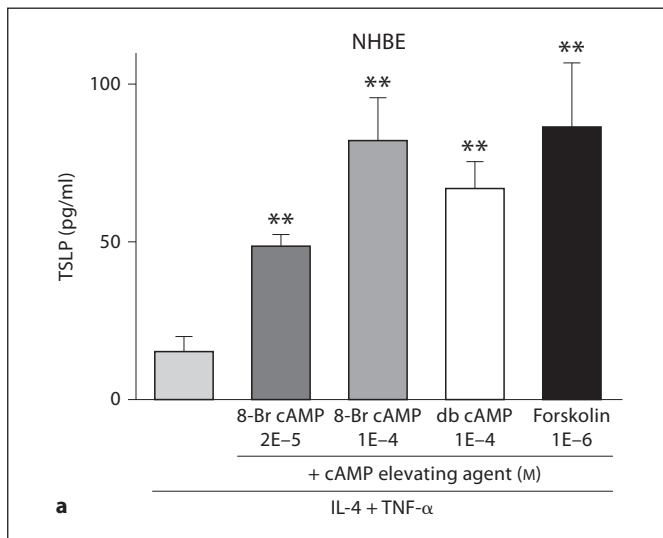 NHBE
TSLP (pg/ml)
100
50
0
**
**
**
**
8-Br cAMP 8-Br cAMP db cAMP Forskolin
2E–5 1E–4 1E–4 1E–6
+ cAMP elevating agent (M)
IL-4 + TNF-α
a